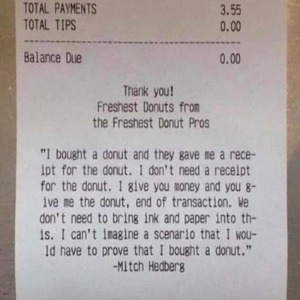 TOTAL PAYMENTS 3.55
TOTAL TIPS 0.00
Balance Due 0.00
Thank you!
Freshest Donuts from
the Freshest Donut Pros
"I bought a donut and they gave me a rece-
ipt for the donut. I don't need a receipt
for the donut. I give you money and you g-
ive me the donut, end of transaction. We
don't need to bring ink and paper into th-
is. I can't imagine a scenario that I wou-
ld have to prove that I bought a donut."
-Mitch Hedberg